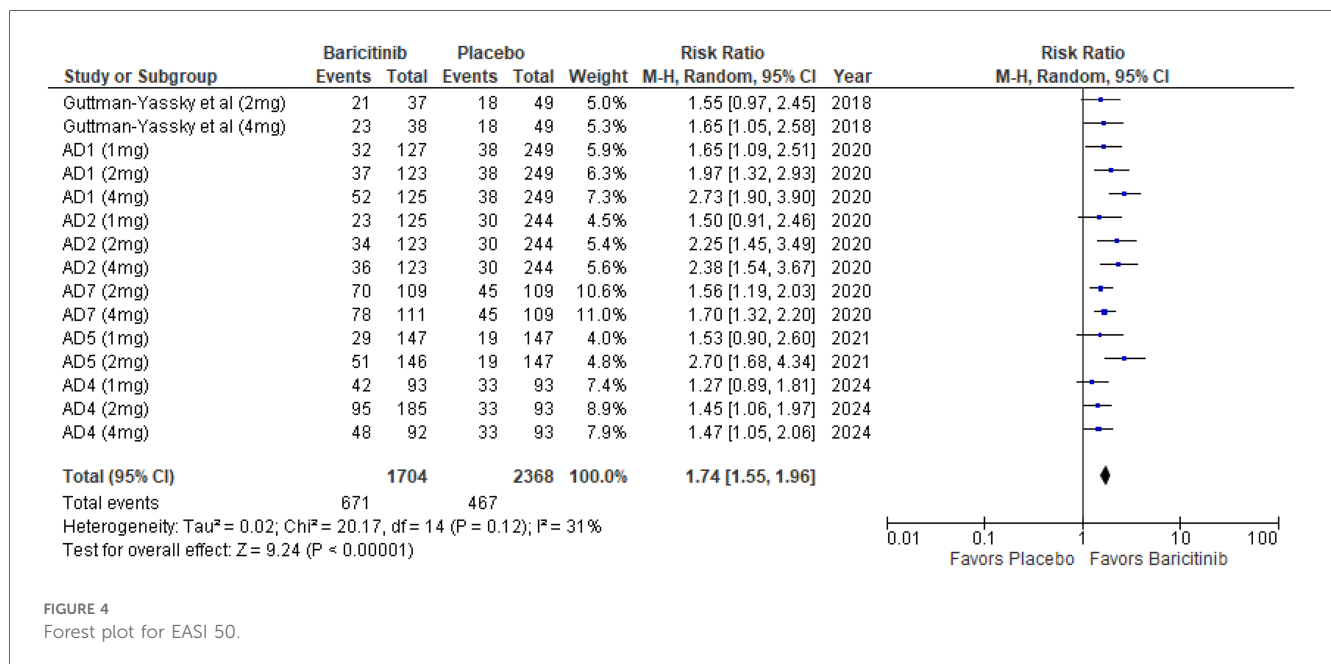 Baricitinib Placebo Risk Ratio Risk Ratio
Study or Subgroup Events Total Events Total Weight M-H, Random, 95% CI Year M-H, Random, 95% CI
Guttman-Yassky et al (2mg) 21 37 18 49 5.0% 1.55 [0.97, 2.45] 2018
Guttman-Yassky et al (4mg) 23 38 18 49 5.3% 1.65 [1.05, 2.58] 2018
AD1 (1mg) 32 127 38 249 5.9% 1.65 [1.09, 2.51] 2020
AD1 (2mg) 37 123 38 249 6.3% 1.97 [1.32, 2.93] 2020
AD1 (4mg) 52 125 38 249 7.3% 2.73 [1.90, 3.90] 2020
AD2 (1mg) 23 125 30 244 4.5% 1.50 [0.91, 2.46] 2020
AD2 (2mg) 34 123 30 244 5.4% 2.25 [1.45, 3.49] 2020
AD2 (4mg) 36 123 30 244 5.6% 2.38 [1.54, 3.67] 2020
AD7 (2mg) 70 109 45 109 10.6% 1.56 [1.19, 2.03] 2020
AD7 (4mg) 78 111 45 109 11.0% 1.70 [1.32, 2.20] 2020
AD5 (1mg) 29 147 19 147 4.0% 1.53 [0.90, 2.60] 2021
AD5 (2mg) 51 146 19 147 4.8% 2.70 [1.68, 4.34] 2021
AD4 (1mg) 42 93 33 93 7.4% 1.27 [0.89, 1.81] 2024
AD4 (2mg) 95 185 33 93 8.9% 1.45 [1.06, 1.97] 2024
AD4 (4mg) 48 92 33 93 7.9% 1.47 [1.05, 2.06] 2024
Total (95% CI) 1704 2368 100.0% 1.74 [1.55, 1.96]
Total events 671 467
Heterogeneity: Tau² = 0.02; Chi² = 20.17, df = 14 (P = 0.12); I² = 31%
Test for overall effect: Z = 9.24 (P < 0.00001)
0.01 0.1 1 10 100
Favors Placebo Favors Baricitinib
FIGURE 4
Forest plot for EASI 50.